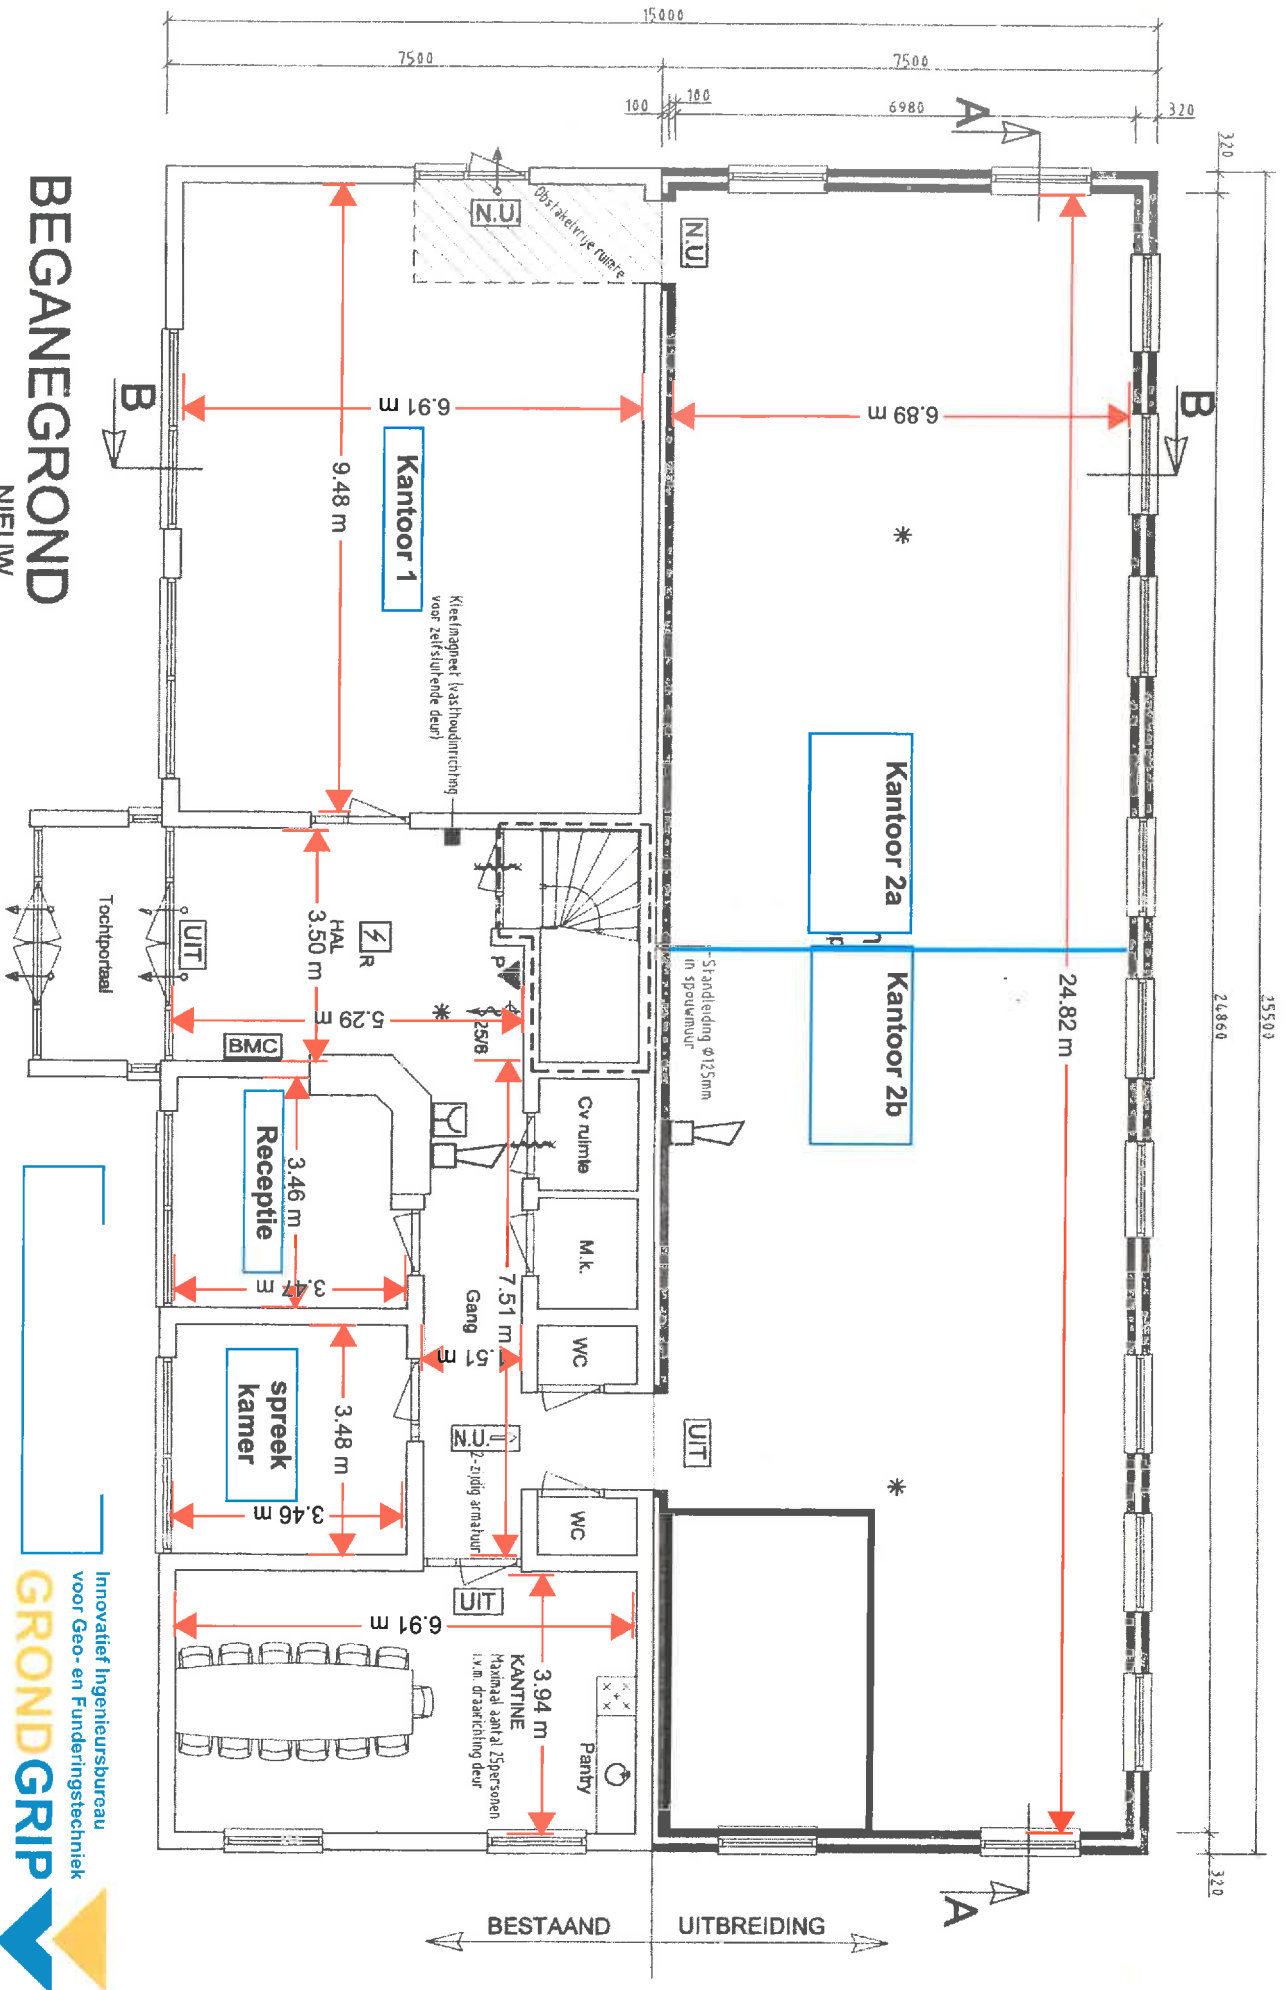 15000
7500
7500
100
100
6980
320
A
320
25500
24860
320
N.U.
Obstakelvrije ruimte
N.U.
B
B
6.91 m
6.89 m
9.48 m
Kantoor 1
Kleefmagneet (vasthoudinrichting
voor zelfsluitende deur)
Kantoor 2a
Kantoor 2b
24.82 m
Standleiding ø125mm
in spouwmuur
BEGANEGROND
NIEUW
Tochtportaal
UIT
HAL
3.50 m
R
P
25/8
5.29 m
BMC
Receptie
3.46 m
3.47 m
Cv ruimte
M.k.
WC
WC
Gang
7.51 m
.51 m
N.U.
2-zijdig armatuur
UIT
UIT
spreek
kamer
3.48 m
3.46 m
6.91 m
3.94 m
KANTINE
Maximaal aantal 25personen
i.v.m. draairichting deur
Pantry
A
BESTAAND
UITBREIDING
Innovatief Ingenieursbureau
voor Geo- en Funderingstechniek
GRONDGRIP